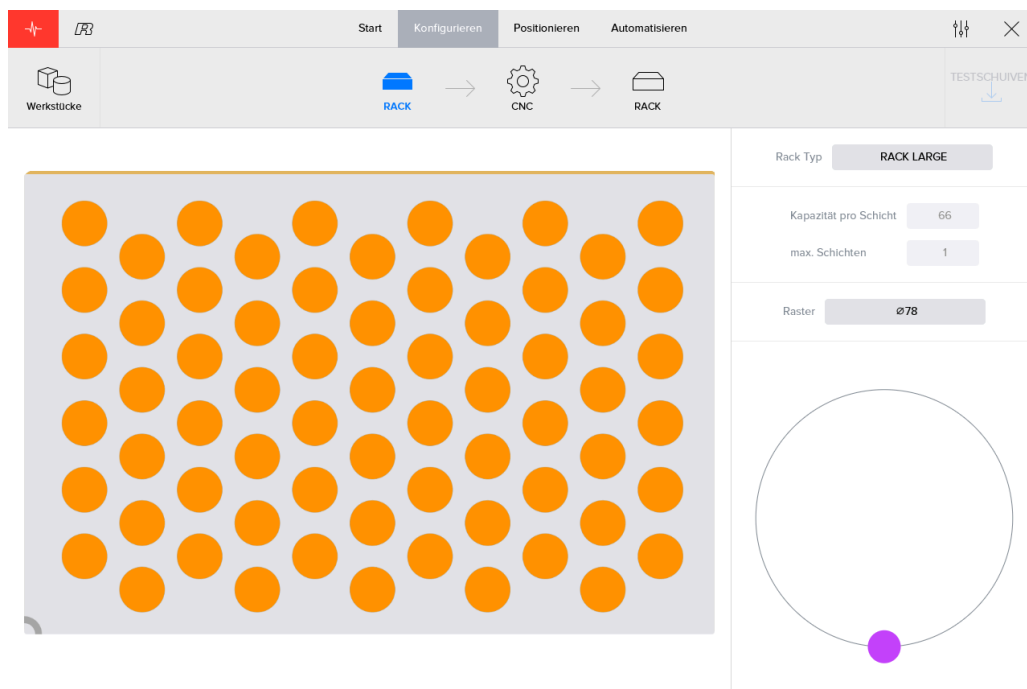 R
Start
Konfigurieren
Positionieren
Automatisieren
Werkstücke
RACK
CNC
RACK
TESTSCHUIVEN
Rack Typ
RACK LARGE
Kapazität pro Schicht
66
max. Schichten
1
Raster
⌀78